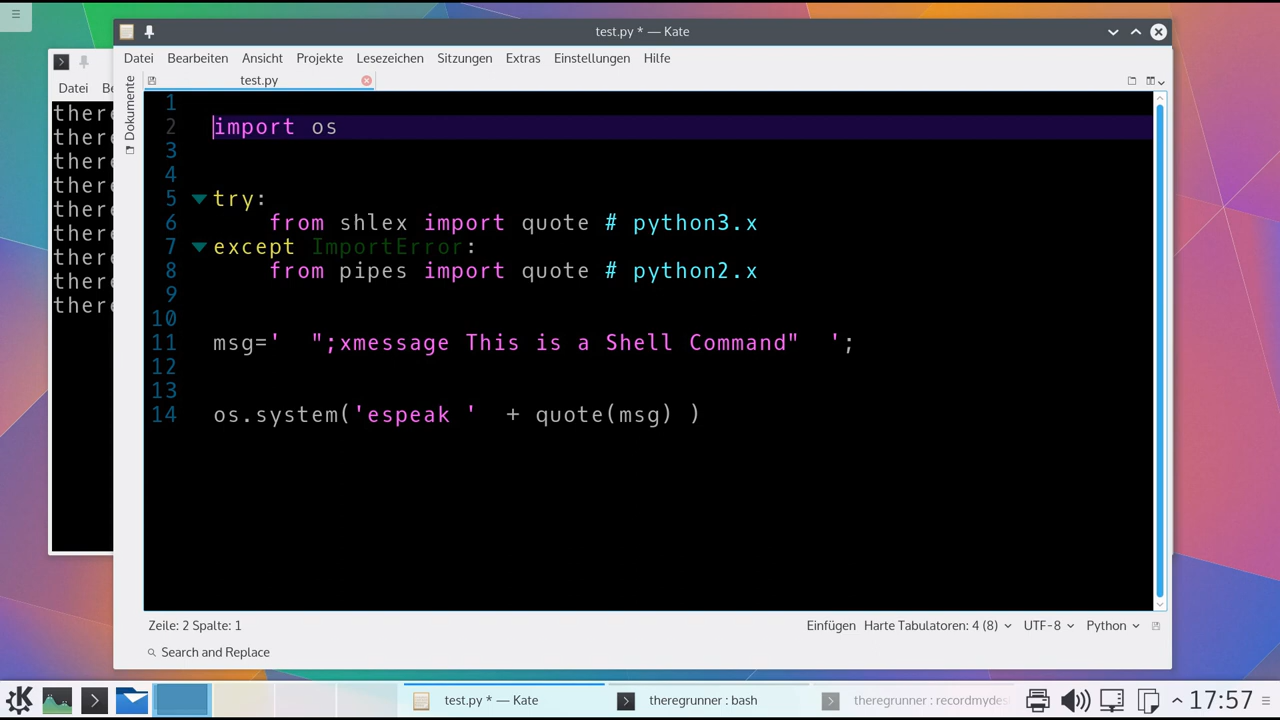 test.py * — Kate
Datei Bearbeiten Ansicht Projekte Lesezeichen Sitzungen Extras Einstellungen Hilfe
test.py
Dokumente
Datei
there
there
there
there
there
there
there
there
there
1
2 import os
3
4
5 try:
6 from shlex import quote # python3.x
7 except ImportError:
8 from pipes import quote # python2.x
9
10
11 msg='  ";xmessage This is a Shell Command"  ';
12
13
14 os.system('espeak '  + quote(msg) )
Zeile: 2 Spalte: 1 Einfügen Harte Tabulatoren: 4 (8) UTF-8 Python
Search and Replace
test.py * — Kate theregrunner : bash theregrunner : recordmydes 17:57